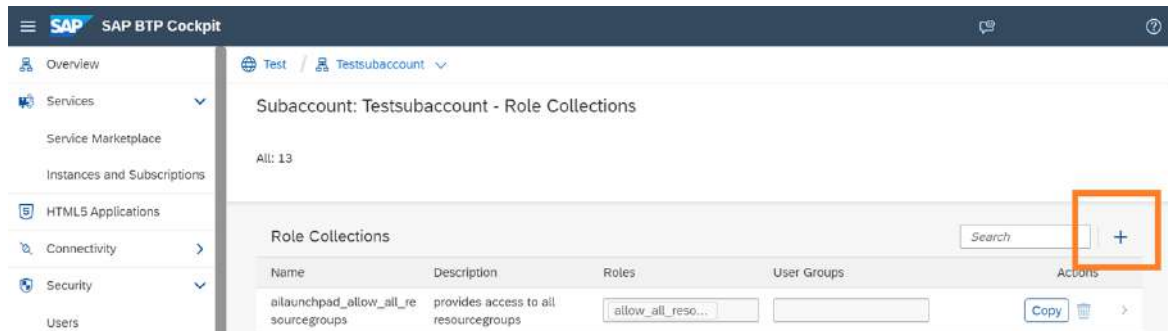 SAP SAP BTP Cockpit
Overview
Test / Testsubaccount
Services
Subaccount: Testsubaccount - Role Collections
Service Marketplace
All: 13
Instances and Subscriptions
HTML5 Applications
Role Collections
Search
Connectivity
Name Description Roles User Groups Actions
Security
ailaunchpad_allow_all_re
sourcegroups
provides access to all
resourcegroups
allow_all_reso...
Copy
Users